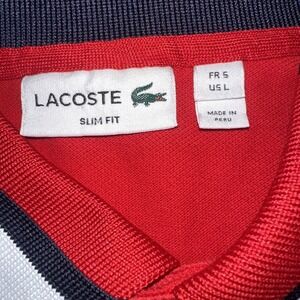 LACOSTE
SLIM FIT
FR 5
US L
MADE IN
PERU